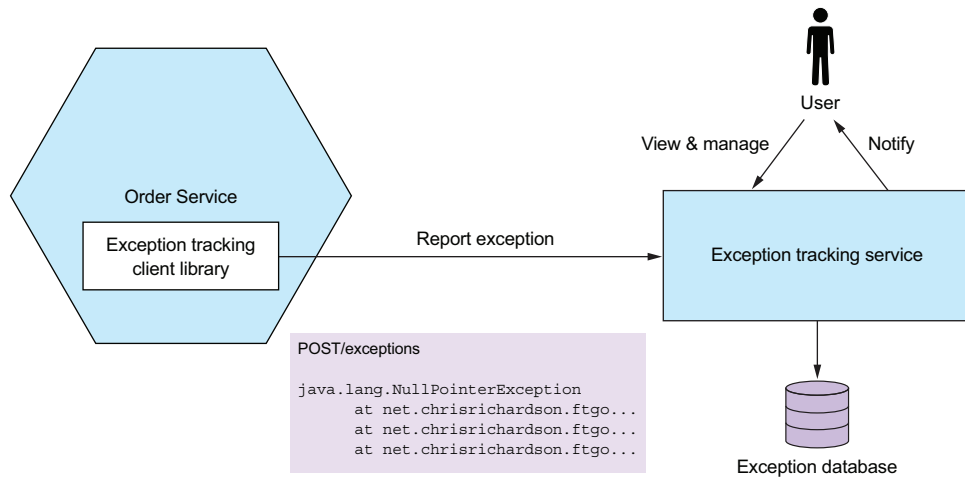 User
View & manage
Notify
Order Service
Exception tracking
client library
Report exception
Exception tracking service
POST/exceptions
java.lang.NullPointerException
at net.chrisrichardson.ftgo...
at net.chrisrichardson.ftgo...
at net.chrisrichardson.ftgo...
Exception database